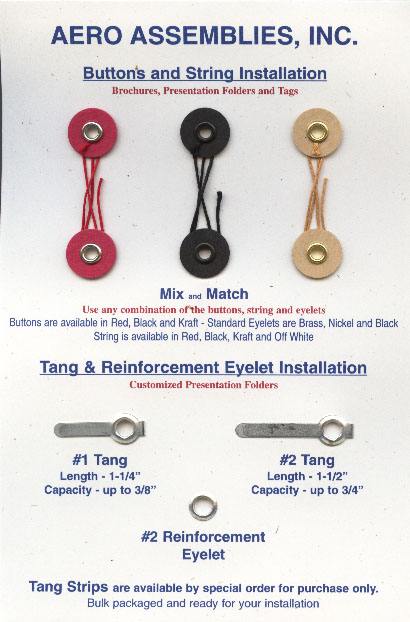 AERO ASSEMBLIES, INC.
Buttons and String Installation
Brochures, Presentation Folders and Tags
Mix and Match
Use any combination of the buttons, string and eyelets
Buttons are available in Red, Black and Kraft - Standard Eyelets are Brass, Nickel and Black
String is available in Red, Black, Kraft and Off White
Tang & Reinforcement Eyelet Installation
Customized Presentation Folders
#1 Tang
Length - 1-1/4"
Capacity - up to 3/8"
#2 Tang
Length - 1-1/2"
Capacity - up to 3/4"
#2 Reinforcement
Eyelet
Tang Strips are available by special order for purchase only.
Bulk packaged and ready for your installation